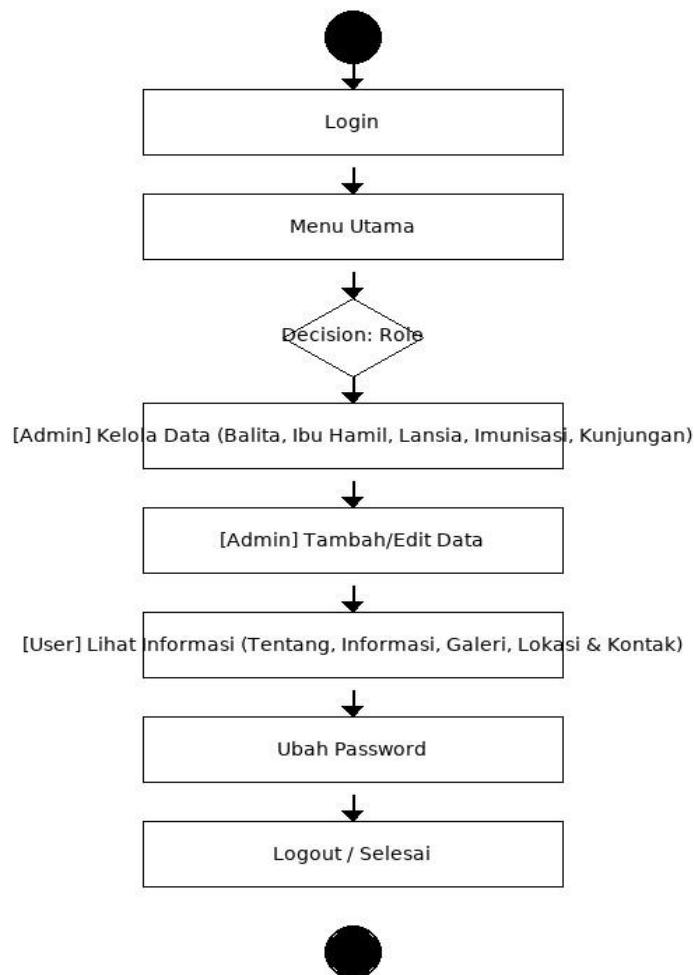 Login
Menu Utama
Decision: Role
[Admin] Kelola Data (Balita, Ibu Hamil, Lansia, Imunisasi, Kunjungan)
[Admin] Tambah/Edit Data
[User] Lihat Informasi (Tentang, Informasi, Galeri, Lokasi & Kontak)
Ubah Password
Logout / Selesai